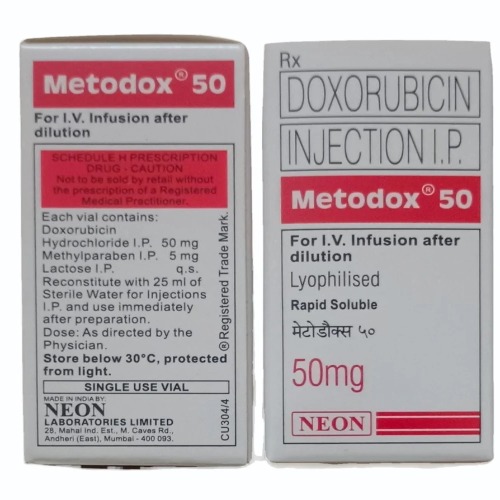 Metodox® 50
For I.V. Infusion after
dilution
SCHEDULE H PRESCRIPTION
DRUG - CAUTION
Not to be sold by retail without
the prescription of a Registered
Medical Practitioner.
Each vial contains:
Doxorubicin
Hydrochloride I.P. 50 mg
Methylparaben I.P. 5 mg
Lactose I.P. q.s.
Reconstitute with 25 ml of
Sterile Water for Injections
I.P. and use immediately
after preparation.
Dose: As directed by the
Physician.
Store below 30°C, protected
from light.
SINGLE USE VIAL
MADE IN INDIA BY:
NEON
LABORATORIES LIMITED
28, Mahal Ind. Est., M. Caves Rd.,
Andheri (East), Mumbai - 400 093.
®Registered Trade Mark.
CU304/4
Rx
DOXORUBICIN
INJECTION I.P.
Metodox® 50
For I.V. Infusion after
dilution
Lyophilised
Rapid Soluble
मेटोडौक्स ५०
50mg
NEON